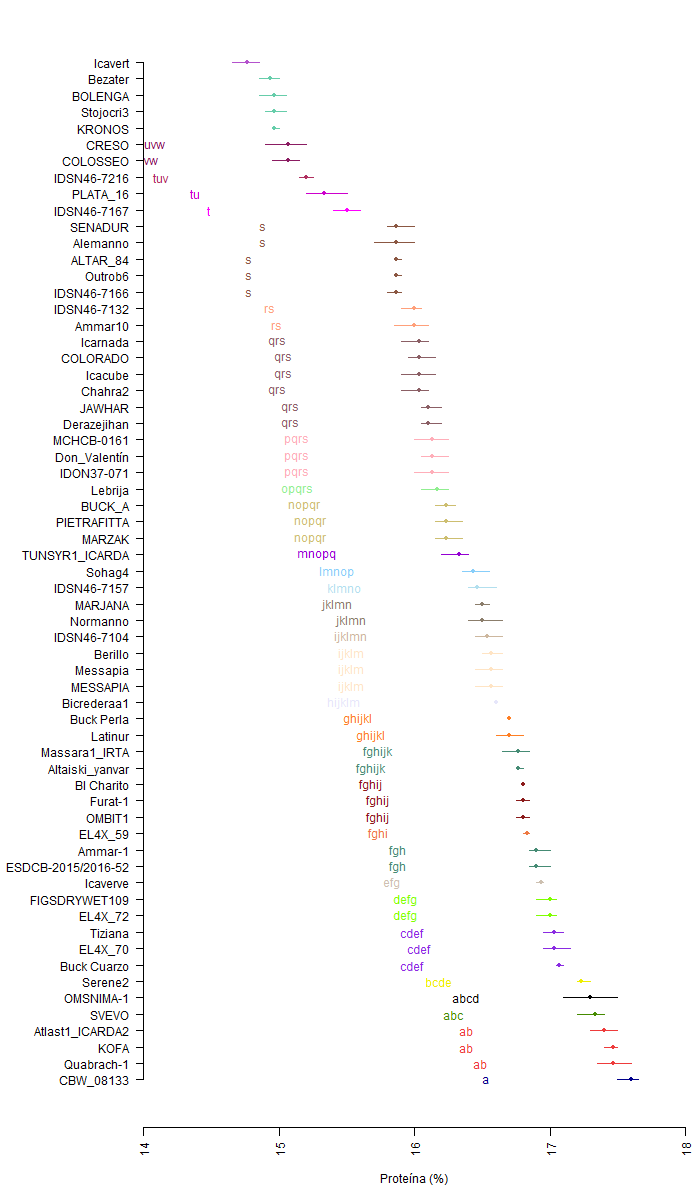 Icavert
Bezater
BOLENGA
Stojocri3
KRONOS
CRESO uvw
COLOSSEO vw
IDSN46-7216 tuv
PLATA_16 tu
IDSN46-7167 t
SENADUR s
Alemanno s
ALTAR_84 s
Outrob6 s
IDSN46-7166 s
IDSN46-7132 rs
Ammar10 rs
Icarnada qrs
COLORADO qrs
Icacube qrs
Chahra2 qrs
JAWHAR qrs
Derazejihan qrs
MCHCB-0161 pqrs
Don_Valentín pqrs
IDON37-071 pqrs
Lebrija opqrs
BUCK_A nopqr
PIETRAFITTA nopqr
MARZAK nopqr
TUNSYR1_ICARDA mnopq
Sohag4 lmnop
IDSN46-7157 klmno
MARJANA jklmn
Normanno jklmn
IDSN46-7104 ijklmn
Berillo ijklm
Messapia ijklm
MESSAPIA ijklm
Bicrederaa1 hijklm
Buck Perla ghijkl
Latinur ghijkl
Massara1_IRTA fghijk
Altaiski_yanvar fghijk
BI Charito fghij
Furat-1 fghij
OMBIT1 fghij
EL4X_59 fghi
Ammar-1 fgh
ESDCB-2015/2016-52 fgh
Icaverve efg
FIGSDRYWET109 defg
EL4X_72 defg
Tiziana cdef
EL4X_70 cdef
Buck Cuarzo cdef
Serene2 bcde
OMSNIMA-1 abcd
SVEVO abc
Atlast1_ICARDA2 ab
KOFA ab
Quabrach-1 ab
CBW_08133 a
14 15 16 17 18
Proteína (%)